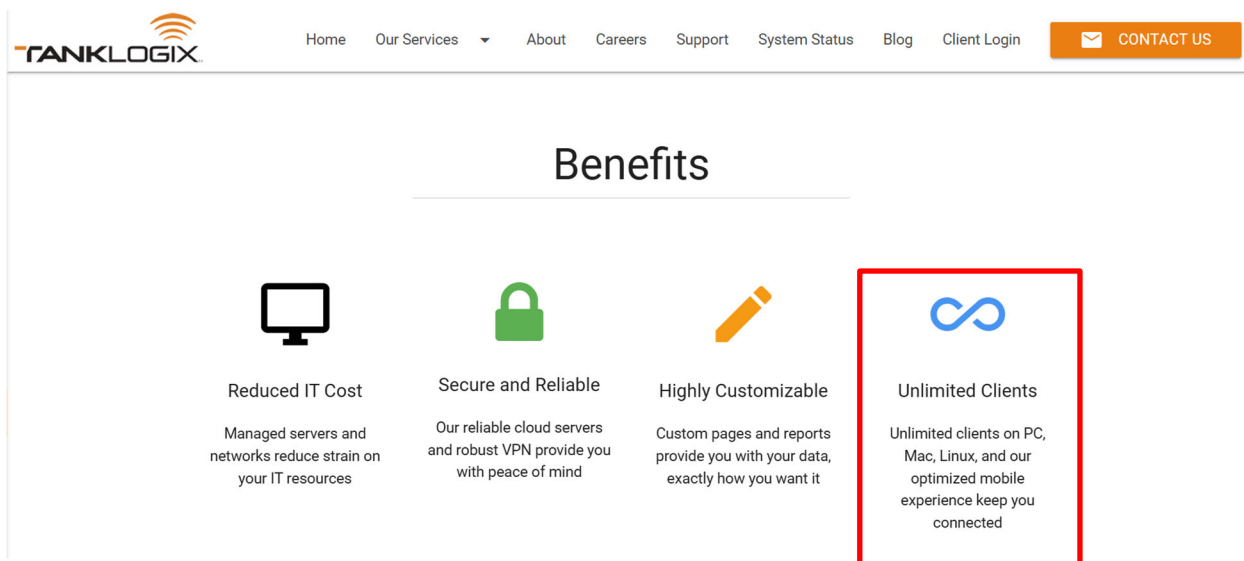 TANKLOGIX
Home Our Services About Careers Support System Status Blog Client Login CONTACT US
Benefits
Reduced IT Cost
Managed servers and
networks reduce strain on
your IT resources
Secure and Reliable
Our reliable cloud servers
and robust VPN provide you
with peace of mind
Highly Customizable
Custom pages and reports
provide you with your data,
exactly how you want it
Unlimited Clients
Unlimited clients on PC,
Mac, Linux, and our
optimized mobile
experience keep you
connected